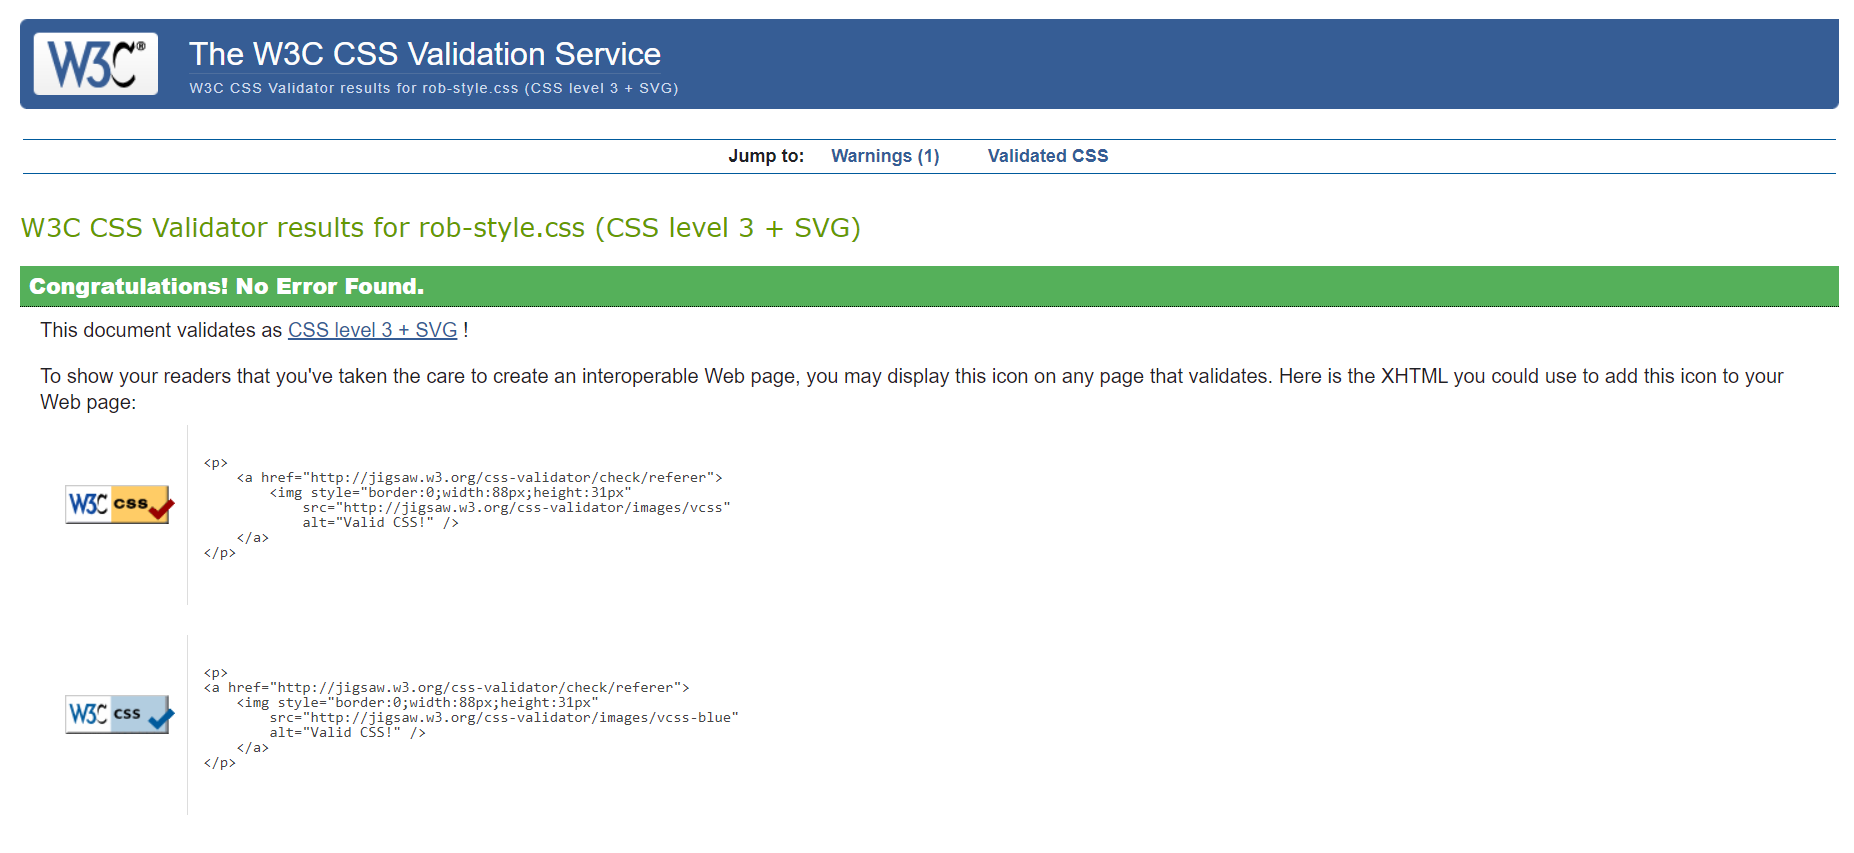 W3C®
The W3C CSS Validation Service
W3C CSS Validator results for rob-style.css (CSS level 3 + SVG)
Jump to: Warnings (1) Validated CSS
W3C CSS Validator results for rob-style.css (CSS level 3 + SVG)
Congratulations! No Error Found.
This document validates as CSS level 3 + SVG !
To show your readers that you've taken the care to create an interoperable Web page, you may display this icon on any page that validates. Here is the XHTML you could use to add this icon to your
Web page:
W3C css
<p>
    <a href="http://jigsaw.w3.org/css-validator/check/referer">
        <img style="border:0;width:88px;height:31px"
            src="http://jigsaw.w3.org/css-validator/images/vcss"
            alt="Valid CSS!" />
    </a>
</p>
W3C css
<p>
<a href="http://jigsaw.w3.org/css-validator/check/referer">
    <img style="border:0;width:88px;height:31px"
        src="http://jigsaw.w3.org/css-validator/images/vcss-blue"
        alt="Valid CSS!" />
    </a>
</p>